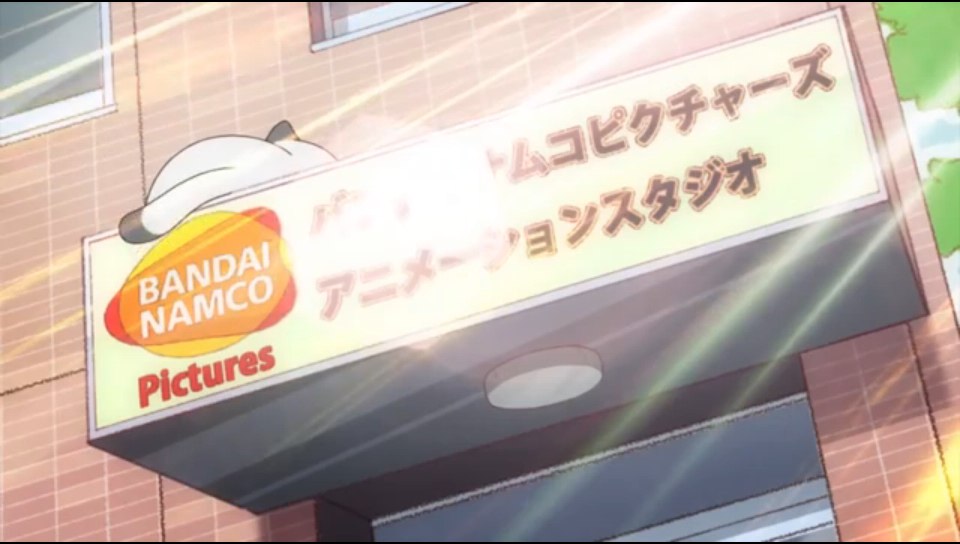 BANDAI
NAMCO
Pictures
ムコピクチャーズ
アニメーションスタジオ